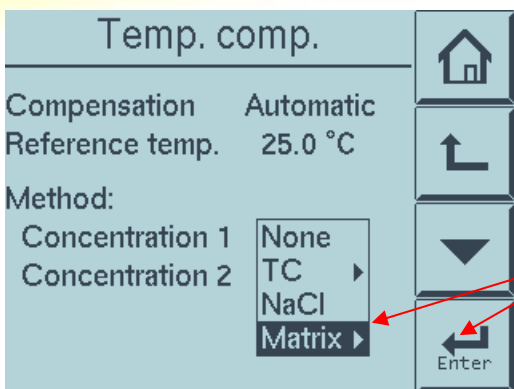 Temp. comp.
Compensation Automatic
Reference temp. 25.0 °C
Method:
Concentration 1 None
Concentration 2 TC
NaCl
Matrix
Enter